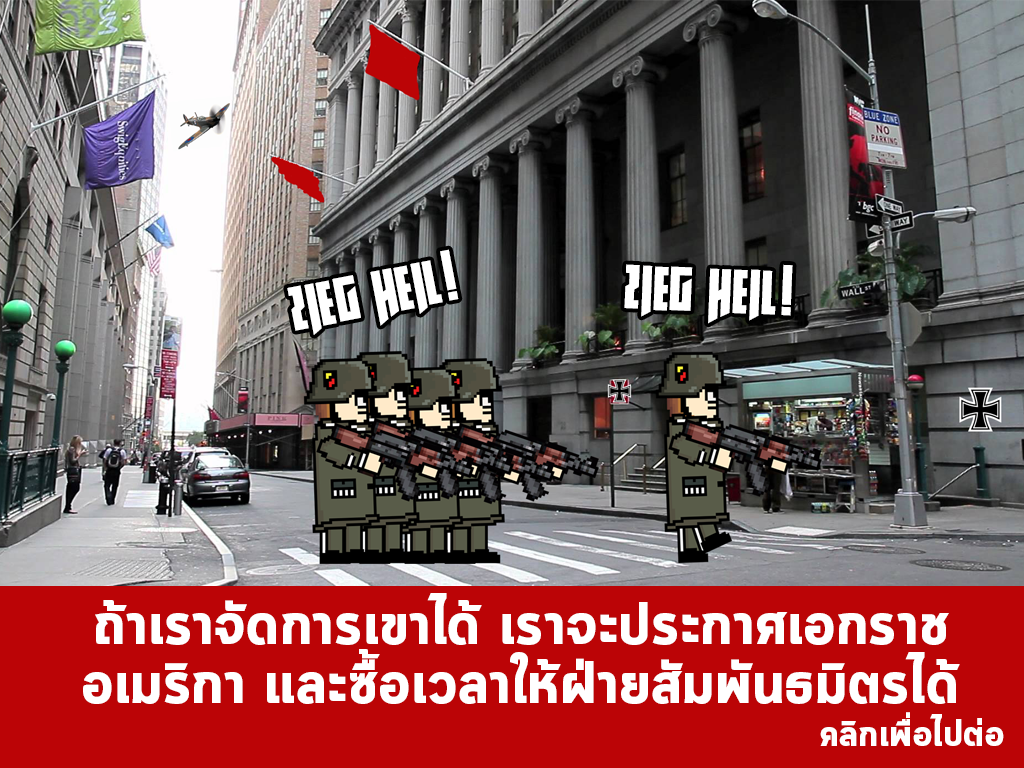 BLUE ZONE
NO
PARKING
bgc
WAY
WALL ST
ZIEG HEIL!
ZIEG HEIL!
ถ้าเราจัดการเขาได้ เราจะประกาศเอกราช
อเมริกา และซื้อเวลาให้ฝ่ายสัมพันธมิตรได้
คลิกเพื่อไปต่อ